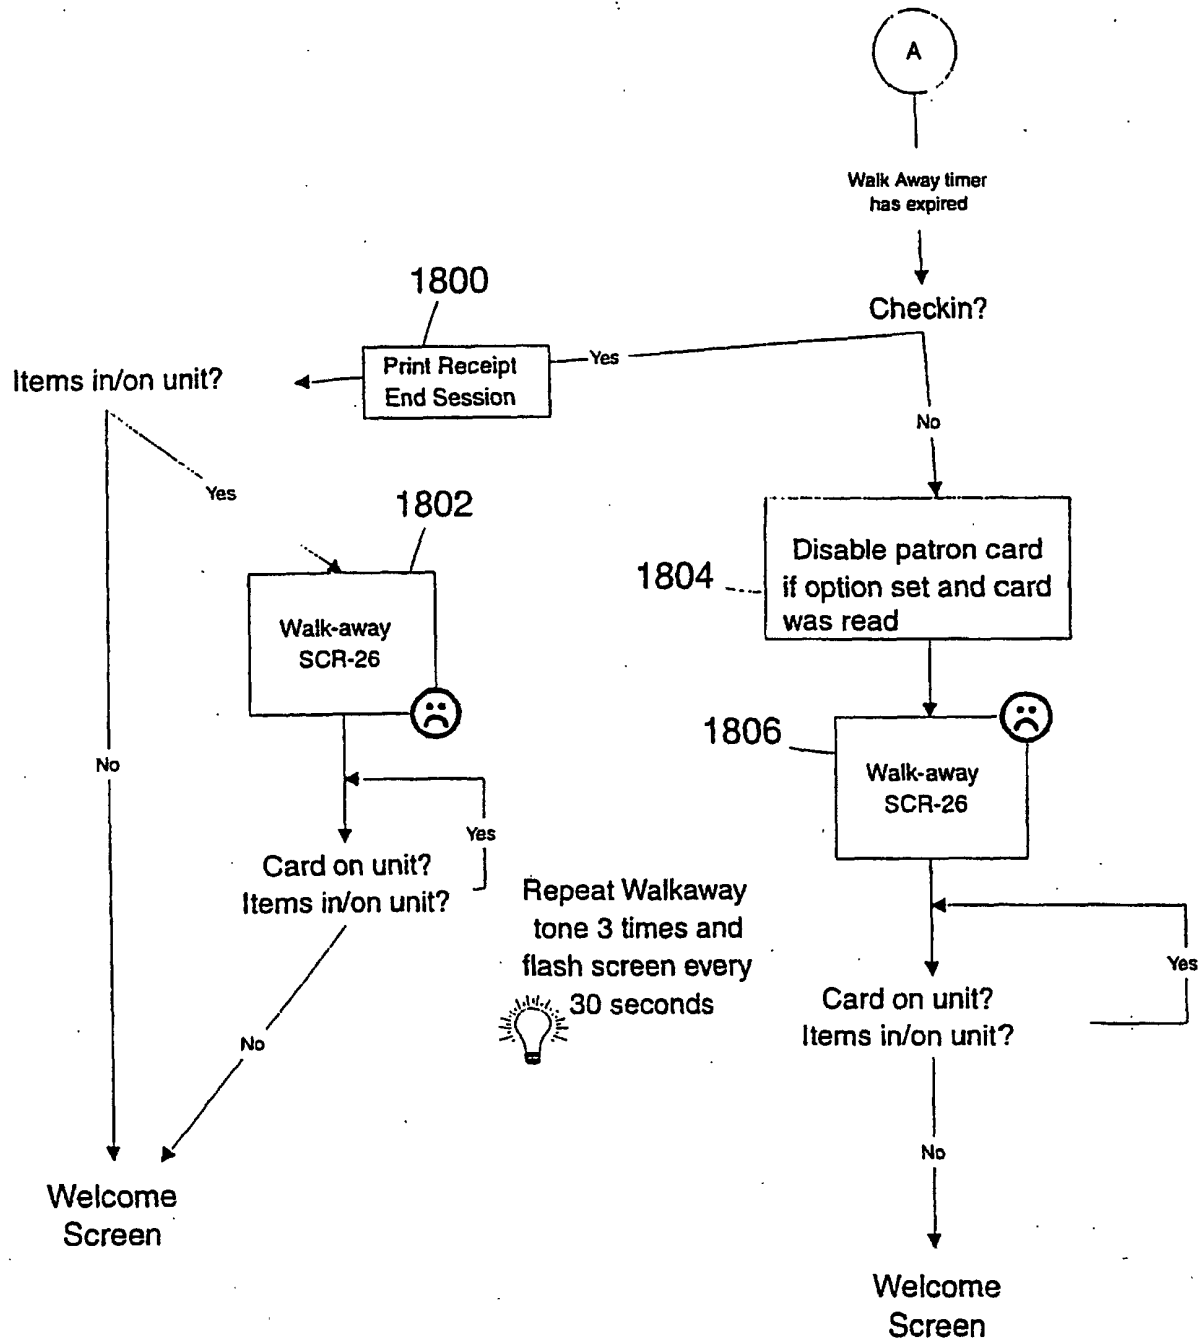 A
Walk Away timer
has expired
Checkin?
1800
Print Receipt
End Session
Yes
No
Items in/on unit?
Yes
No
1802
Walk-away
SCR-26
Yes
Card on unit?
Items in/on unit?
No
Welcome
Screen
Repeat Walkaway
tone 3 times and
flash screen every
30 seconds
1804
Disable patron card
if option set and card
was read
1806
Walk-away
SCR-26
Yes
Card on unit?
Items in/on unit?
No
Welcome
Screen